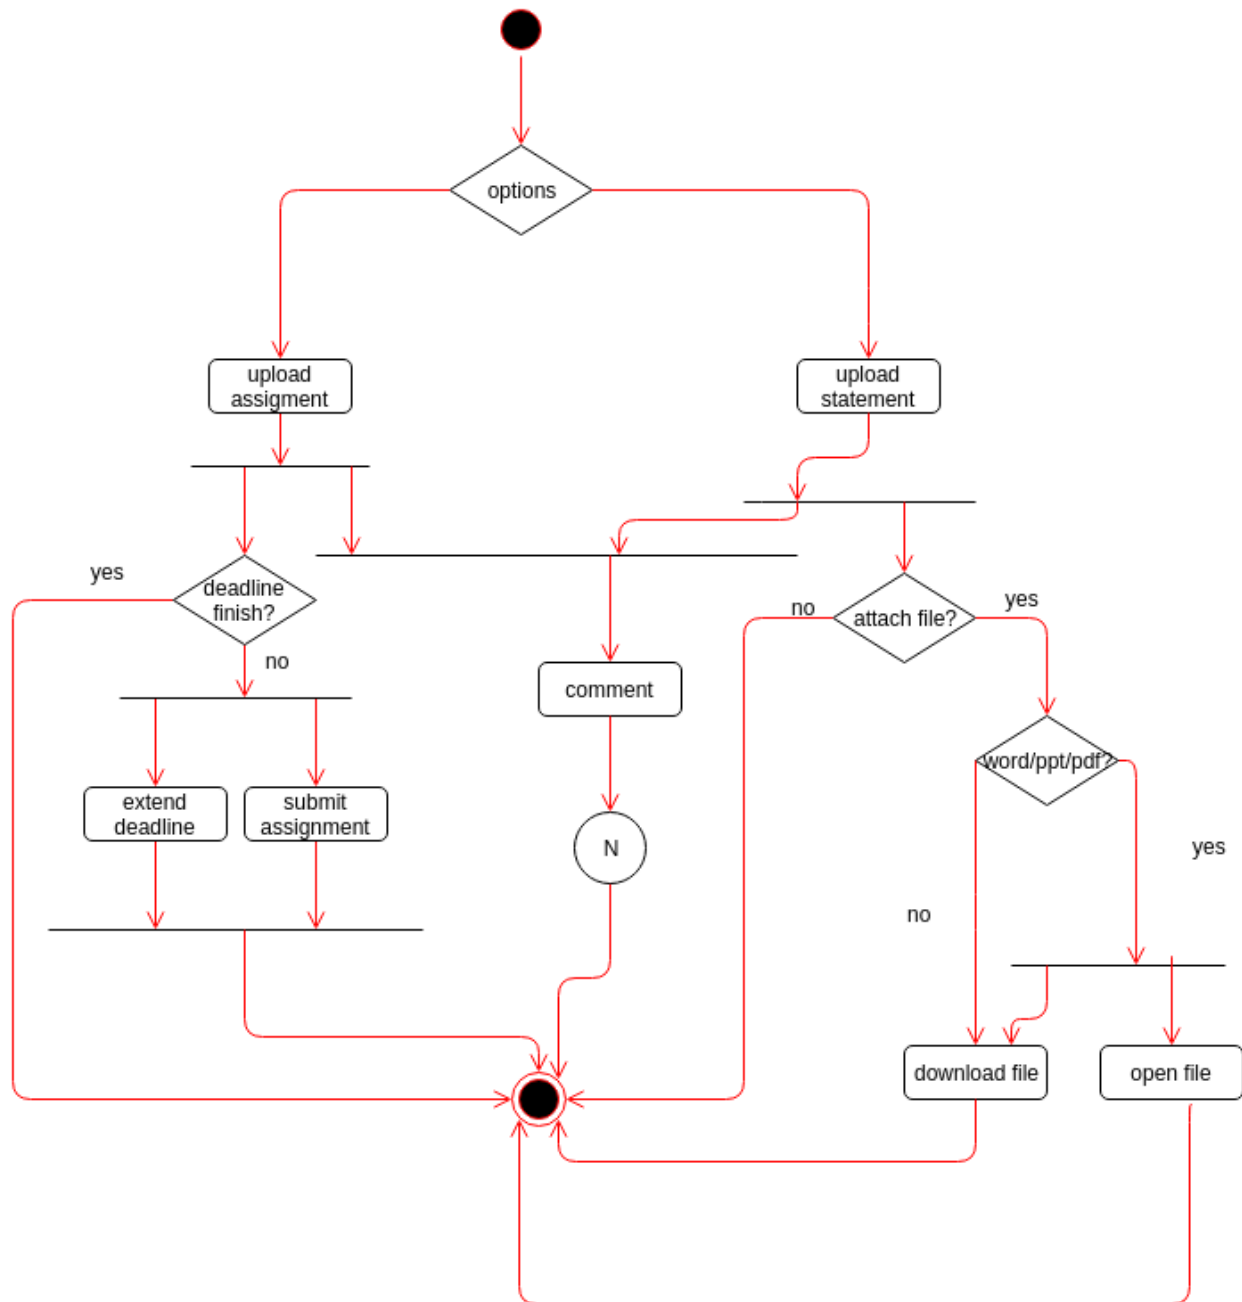 options
upload
assigment
upload
statement
yes
deadline
finish?
no
no
attach file?
yes
comment
word/ppt/pdf?
extend
deadline
submit
assignment
N
yes
no
download file
open file